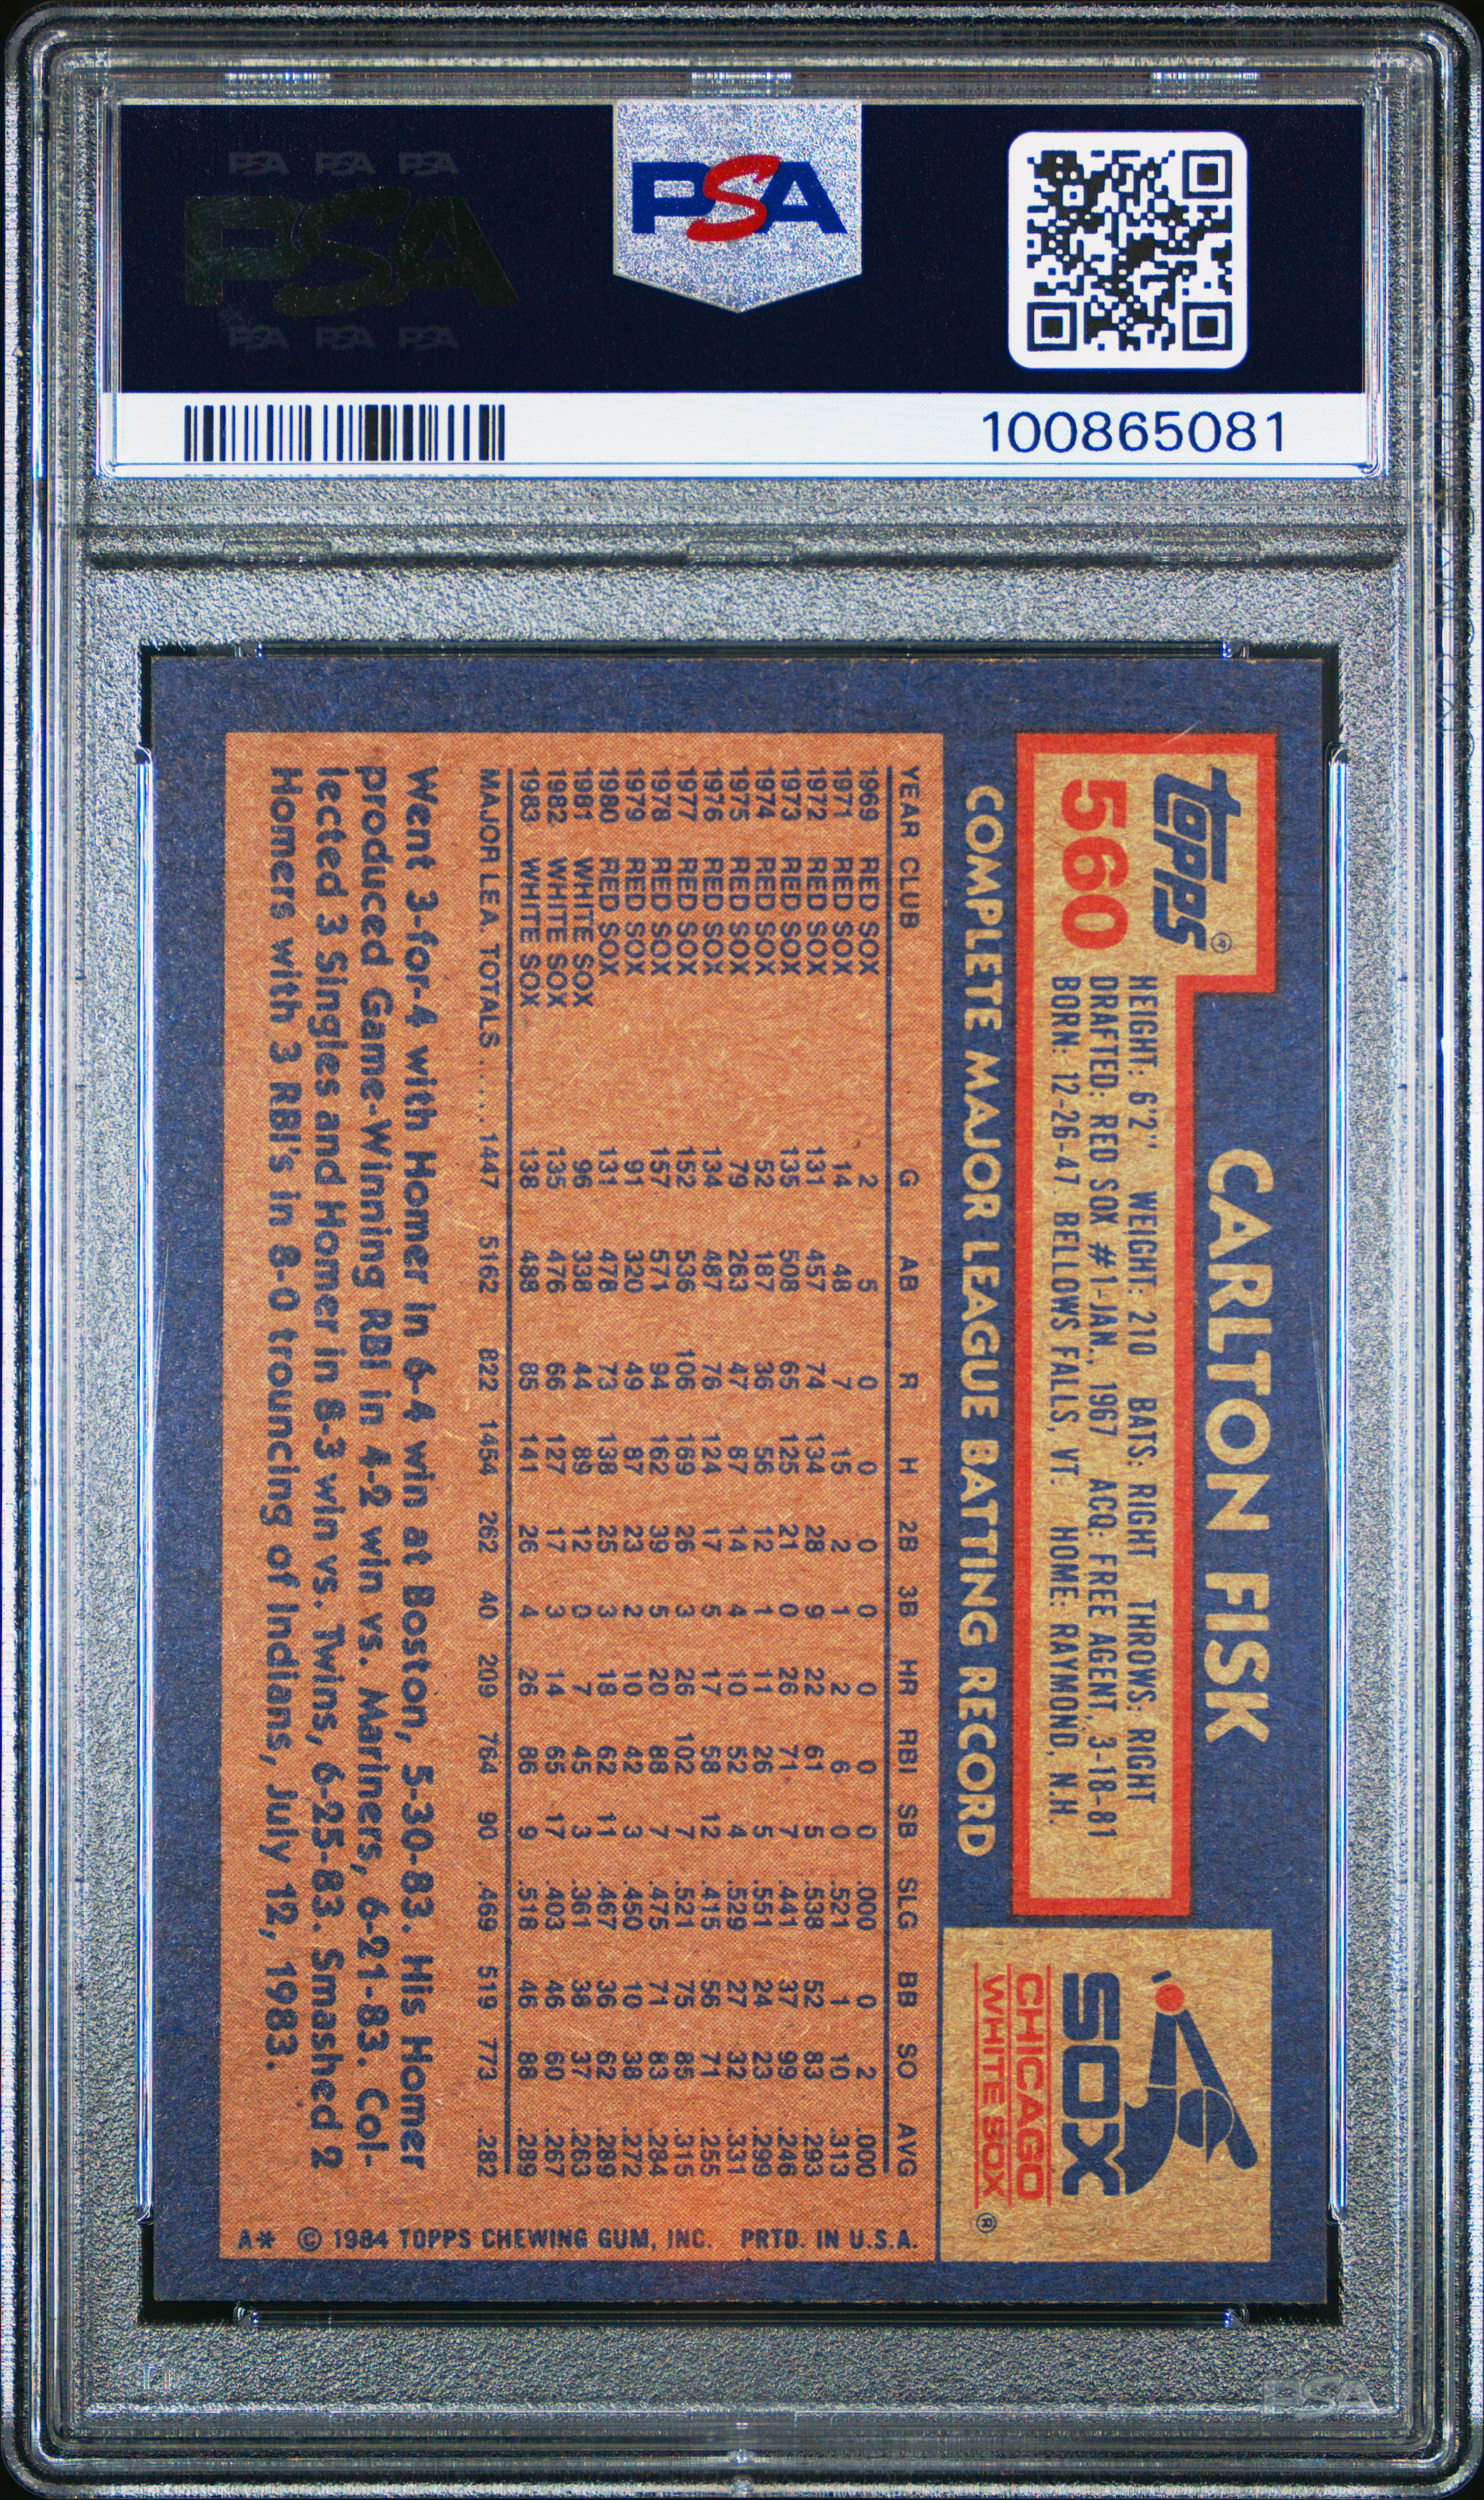 PSA PSA PSA
PSA
PSA PSA PSA
PSA
100865081
topps®
560
CARLTON FISK
HEIGHT: 6'2" WEIGHT: 210 BATS: RIGHT THROWS: RIGHT
DRAFTED: RED SOX #1-JAN., 1967 ACQ: FREE AGENT, 3-18-81
BORN: 12-26-47, BELLOWS FALLS, VT. HOME: RAYMOND, N.H.
SOX
CHICAGO
WHITE SOX ®
COMPLETE MAJOR LEAGUE BATTING RECORD
YEAR CLUB G AB R H 2B 3B HR RBI SB SLG BB SO AVG
1969 RED SOX 2 5 0 0 0 0 0 0 0 .000 0 2 .000
1971 RED SOX 14 48 7 15 2 1 2 6 0 .521 1 10 .313
1972 RED SOX 131 457 74 134 28 9 22 61 5 .538 52 83 .293
1973 RED SOX 135 508 65 125 21 0 26 71 7 .441 37 99 .246
1974 RED SOX 52 187 36 56 12 1 11 26 5 .551 24 23 .299
1975 RED SOX 79 263 47 87 14 4 10 52 4 .529 27 32 .331
1976 RED SOX 134 487 76 124 17 5 17 58 12 .415 56 71 .255
1977 RED SOX 152 536 106 169 26 3 26 102 7 .521 75 85 .315
1978 RED SOX 157 571 94 162 39 5 20 88 7 .475 71 83 .284
1979 RED SOX 91 320 49 87 23 2 10 42 3 .450 10 38 .272
1980 RED SOX 131 478 73 138 25 3 18 62 11 .467 36 62 .289
1981 WHITE SOX 96 338 44 89 12 0 7 45 3 .361 38 37 .263
1982 WHITE SOX 135 476 66 127 17 3 14 65 17 .403 46 60 .267
1983 WHITE SOX 138 488 85 141 26 4 26 86 9 .518 46 88 .289
MAJOR LEA. TOTALS ...... 1447 5162 822 1454 262 40 209 764 90 .469 519 773 .282
Went 3-for-4 with Homer in 6-4 win at Boston, 5-30-83. His Homer
produced Game-Winning RBI in 4-2 win vs. Mariners, 6-21-83. Col-
lected 3 Singles and Homer in 8-3 win vs. Twins, 6-25-83. Smashed 2
Homers with 3 RBI's in 8-0 trouncing of Indians, July 12, 1983.
A* © 1984 TOPPS CHEWING GUM, INC. PRTD. IN U.S.A.
PSA